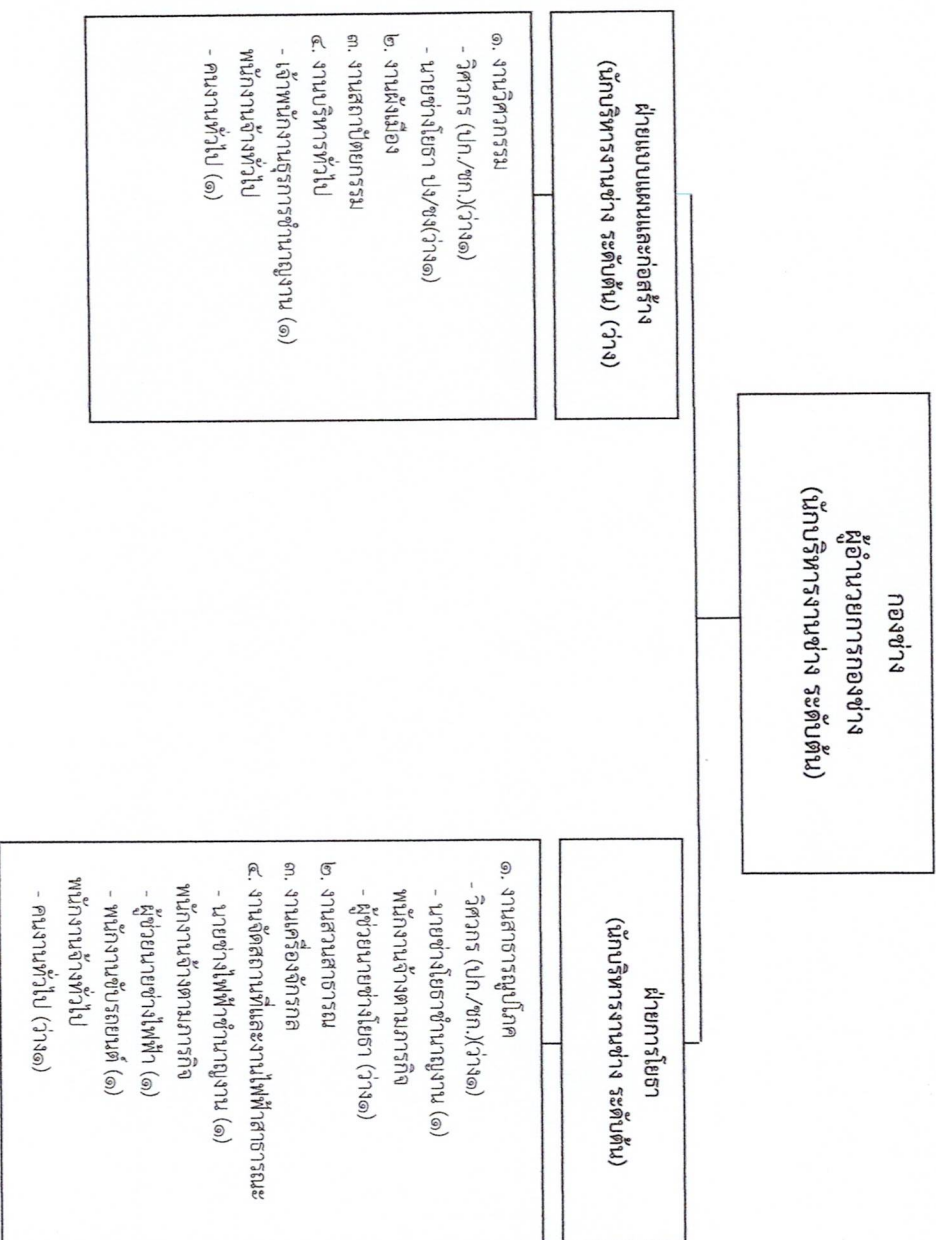 กองช่าง
ผู้อำนวยการกองช่าง
(นักบริหารงานช่าง ระดับต้น)
ฝ่ายแบบแผนและก่อสร้าง
(นักบริหารงานช่าง ระดับต้น) (ว่าง)
๑. งานวิศวกรรม
- วิศวกร (ปก./ชก.)(ว่าง๑)
- นายช่างโยธา ปง/ชง(ว่าง๑)
๒. งานผังเมือง
๓. งานสถาปัตยกรรม
๔. งานบริหารทั่วไป
- เจ้าพนักงานธุรการชำนาญงาน (๑)
พนักงานจ้างทั่วไป
- คนงานทั่วไป (๑)
ฝ่ายการโยธา
(นักบริหารงานช่าง ระดับต้น)
๑. งานสาธารณูปโภค
- วิศวกร (ปก./ชก.)(ว่าง๑)
- นายช่างโยธาชำนาญงาน (๑)
พนักงานจ้างตามภารกิจ
- ผู้ช่วยนายช่างโยธา (ว่าง๑)
๒. งานสวนสาธารณ
๓. งานเครื่องจักรกล
๔. งานจัดสถานที่และงานไฟฟ้าสาธารณะ
- นายช่างไฟฟ้าชำนาญงาน (๑)
พนักงานจ้างตามภารกิจ
- ผู้ช่วยนายช่างไฟฟ้า (๑)
- พนักงานขับรถยนต์ (๑)
พนักงานจ้างทั่วไป
- คนงานทั่วไป (ว่าง๑)